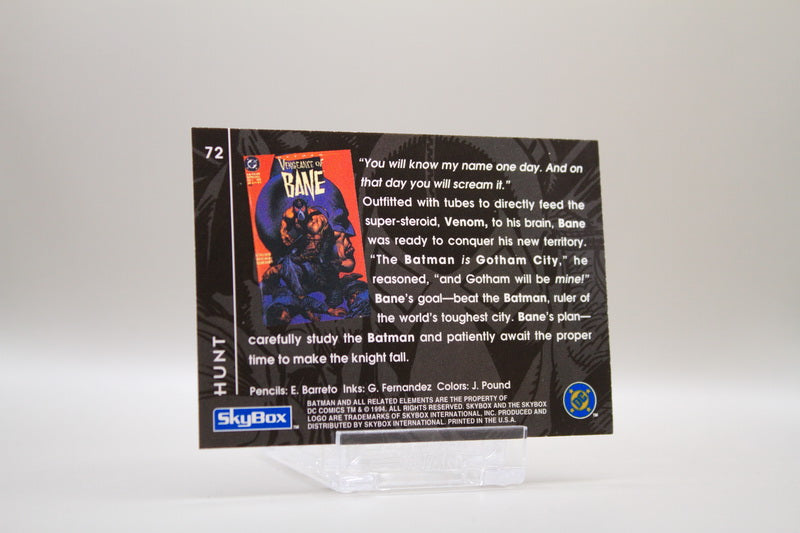 72
HUNT
VENGEANCE OF
BANE
"You will know my name one day. And on
that day you will scream it."
Outfitted with tubes to directly feed the
super-steroid, Venom, to his brain, Bane
was ready to conquer his new territory.
"The Batman is Gotham City," he
reasoned, "and Gotham will be mine!"
Bane's goal—beat the Batman, ruler of
the world's toughest city. Bane's plan—
carefully study the Batman and patiently await the proper
time to make the knight fall.
Pencils: E. Barreto Inks: G. Fernandez Colors: J. Pound
BATMAN AND ALL RELATED ELEMENTS ARE THE PROPERTY OF
DC COMICS TM & © 1994. ALL RIGHTS RESERVED. SKYBOX AND THE SKYBOX
LOGO ARE TRADEMARKS OF SKYBOX INTERNATIONAL, INC. PRODUCED AND
DISTRIBUTED BY SKYBOX INTERNATIONAL. PRINTED IN THE U.S.A.
SkyBox TM
DC TM